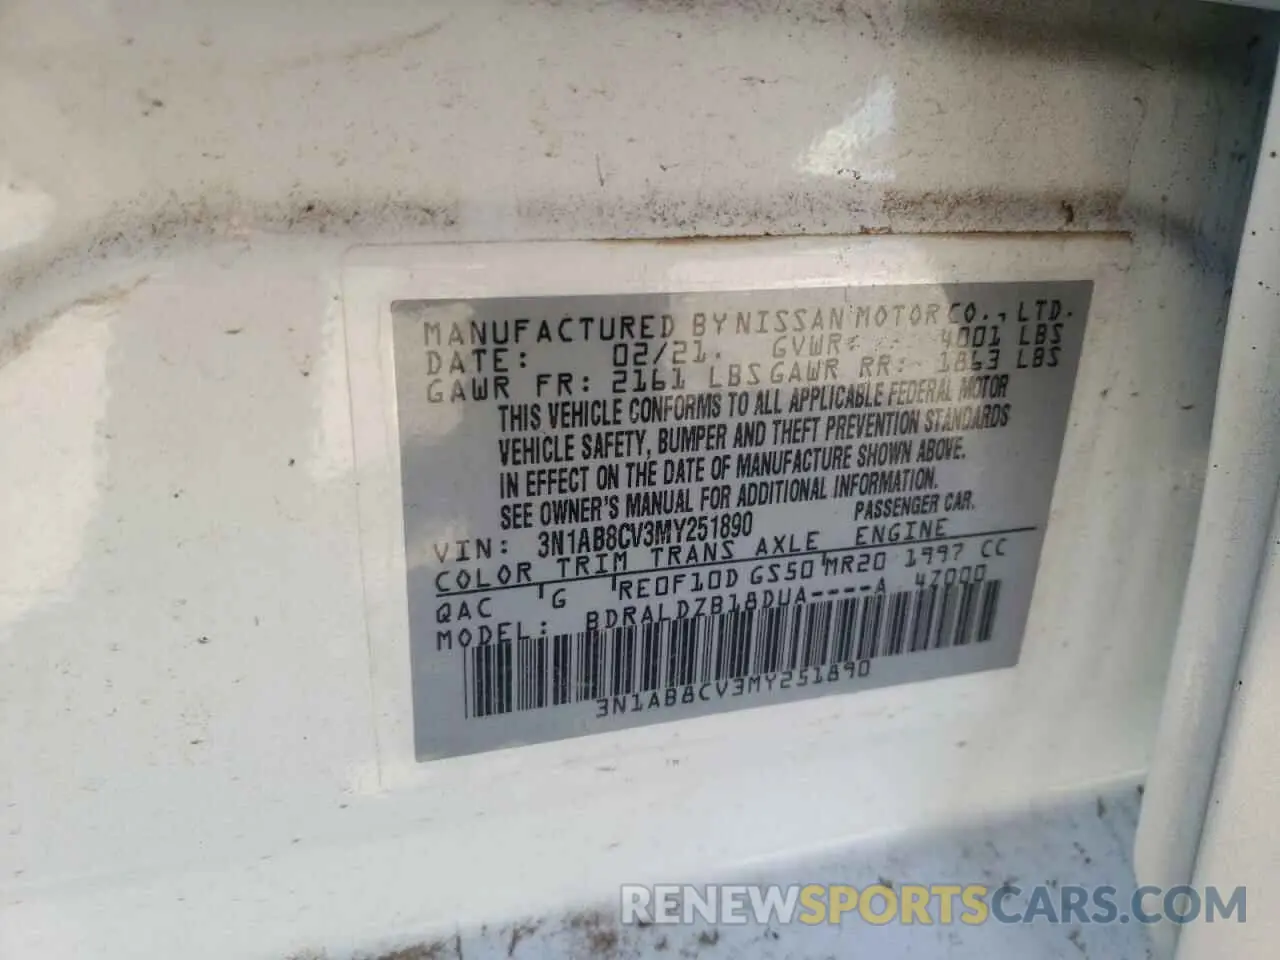 MANUFACTURED BY NISSAN MOTOR CO., LTD.
DATE: 02/21. GVWR: 4001 LBS
GAWR FR: 2161 LBS GAWR RR: 1863 LBS
THIS VEHICLE CONFORMS TO ALL APPLICABLE FEDERAL MOTOR
VEHICLE SAFETY, BUMPER AND THEFT PREVENTION STANDARDS
IN EFFECT ON THE DATE OF MANUFACTURE SHOWN ABOVE.
SEE OWNER'S MANUAL FOR ADDITIONAL INFORMATION.
VIN: 3N1AB8CV3MY251890 PASSENGER CAR.
COLOR TRIM TRANS AXLE ENGINE
QAC G RE0F10D GS50 MR20 1997 CC
MODEL: BDRALDZB18DUA----A 47000
3N1AB8CV3MY251890
RENEWSPORTSCARS.COM